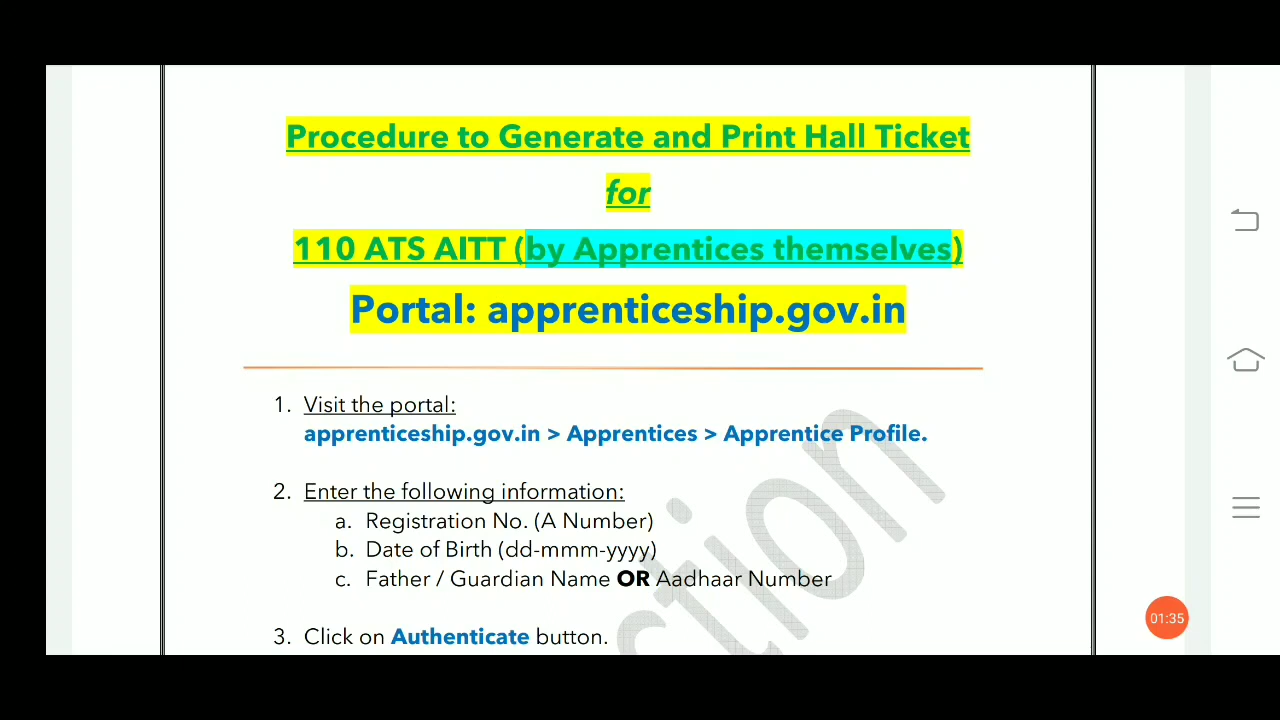 Procedure to Generate and Print Hall Ticket
for
110 ATS AITT (by Apprentices themselves)
Portal: apprenticeship.gov.in
1. Visit the portal:
apprenticeship.gov.in > Apprentices > Apprentice Profile.
2. Enter the following information:
a. Registration No. (A Number)
b. Date of Birth (dd-mmm-yyyy)
c. Father / Guardian Name OR Aadhaar Number
3. Click on Authenticate button.
01:35